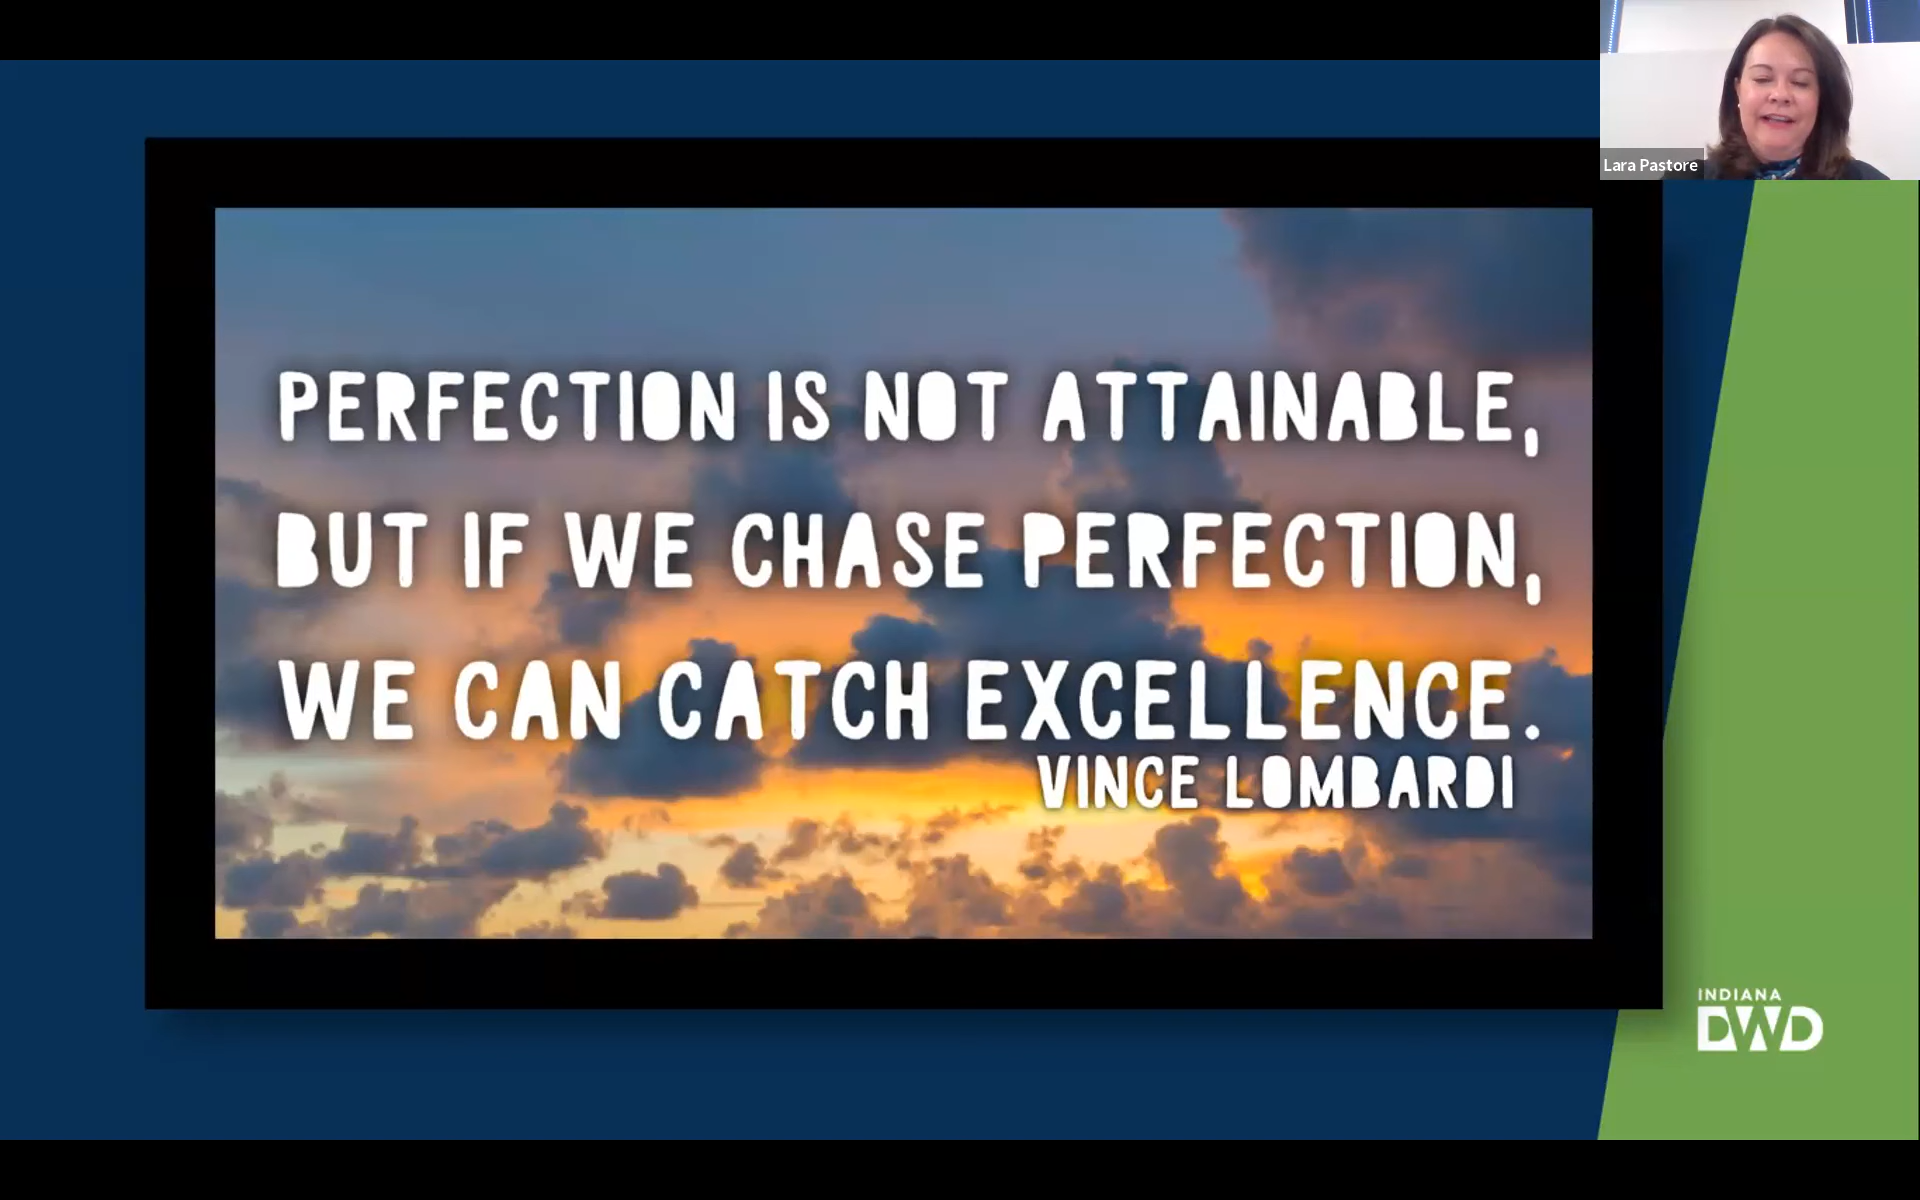 Lara Pastore
PERFECTION IS NOT ATTAINABLE,
BUT IF WE CHASE PERFECTION,
WE CAN CATCH EXCELLENCE.
VINCE LOMBARDI
INDIANA
DWD